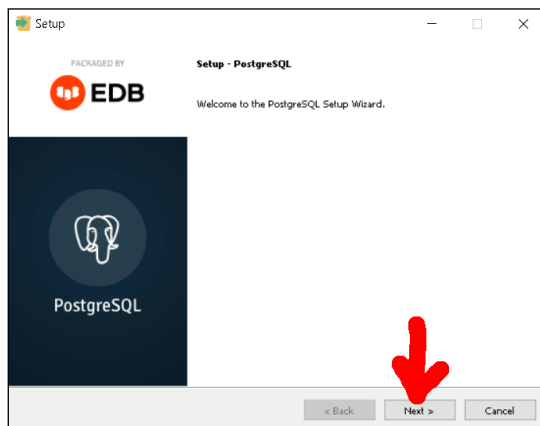 Setup
PACKAGED BY
EDB
Setup - PostgreSQL
Welcome to the PostgreSQL Setup Wizard.
PostgreSQL
< Back
Next >
Cancel